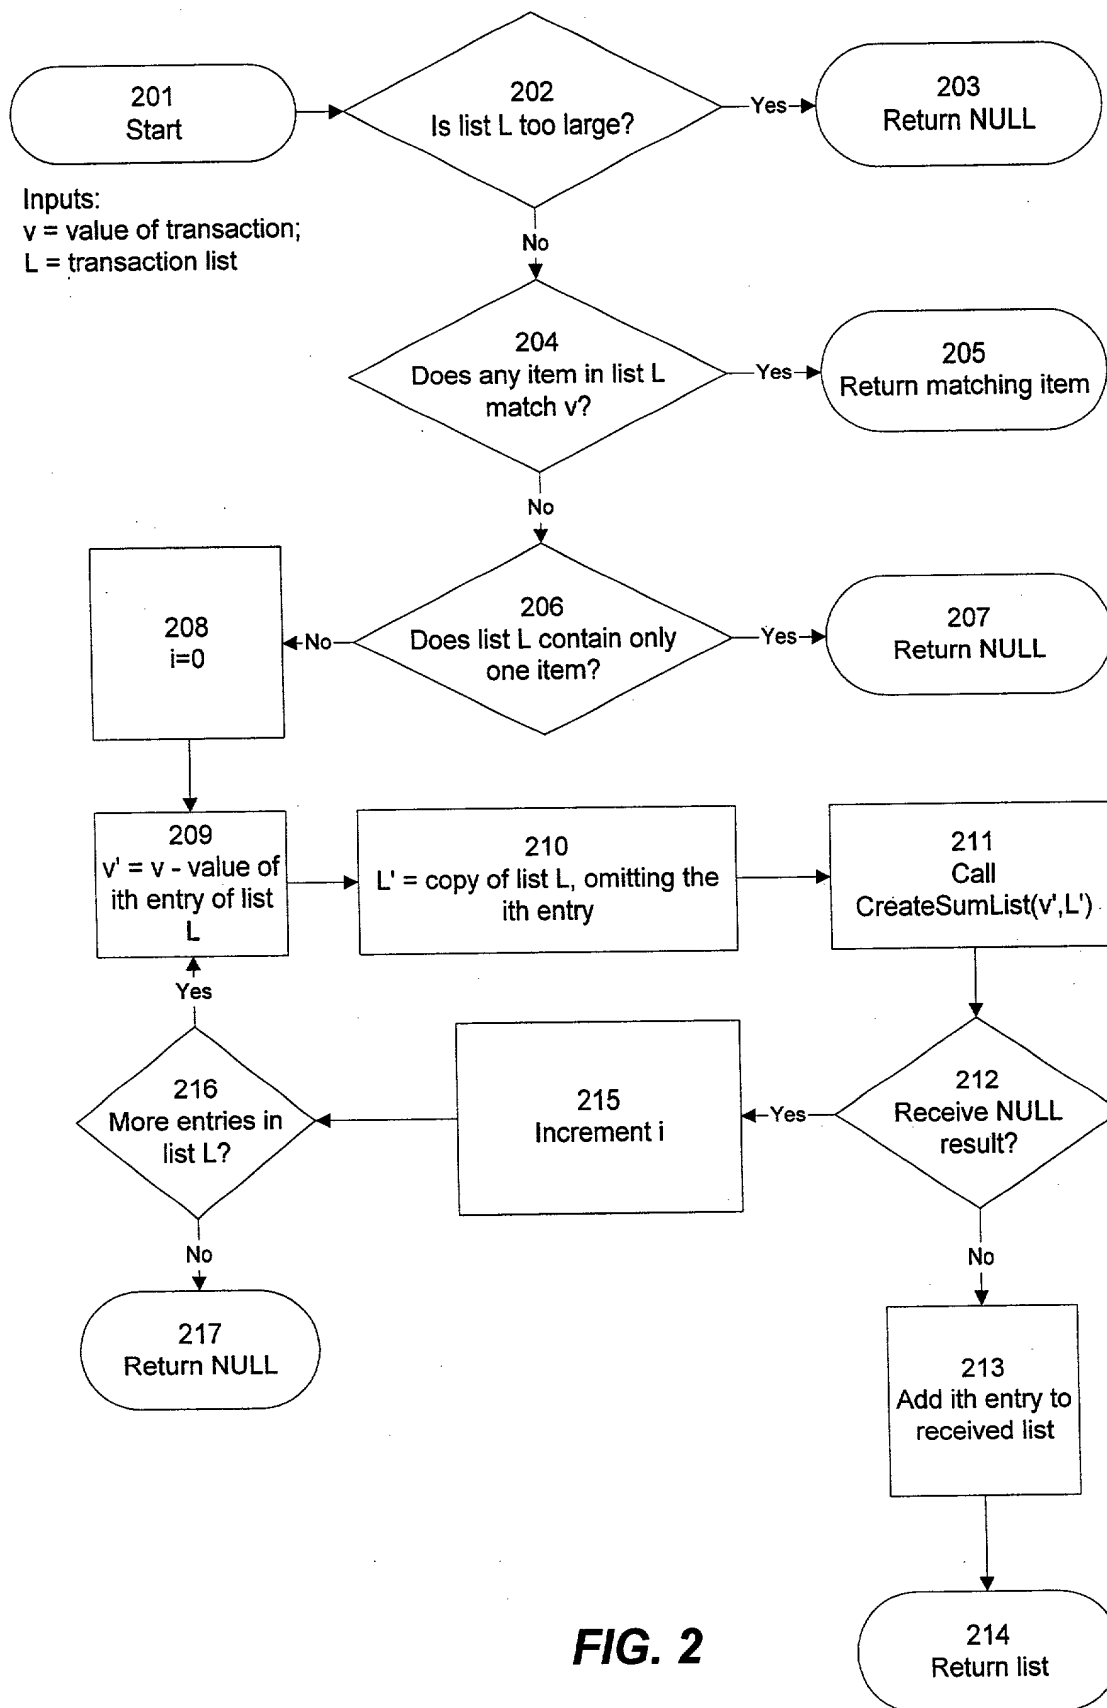 201
Start
202
Is list L too large?
Yes
203
Return NULL
Inputs:
v = value of transaction;
L = transaction list
No
204
Does any item in list L
match v?
Yes
205
Return matching item
No
206
Does list L contain only
one item?
Yes
207
Return NULL
No
208
i=0
209
v' = v - value of
ith entry of list
L
210
L' = copy of list L, omitting the
ith entry
211
Call
CreateSumList(v',L')
212
Receive NULL
result?
Yes
215
Increment i
216
More entries in
list L?
Yes
No
217
Return NULL
No
213
Add ith entry to
received list
214
Return list
FIG. 2